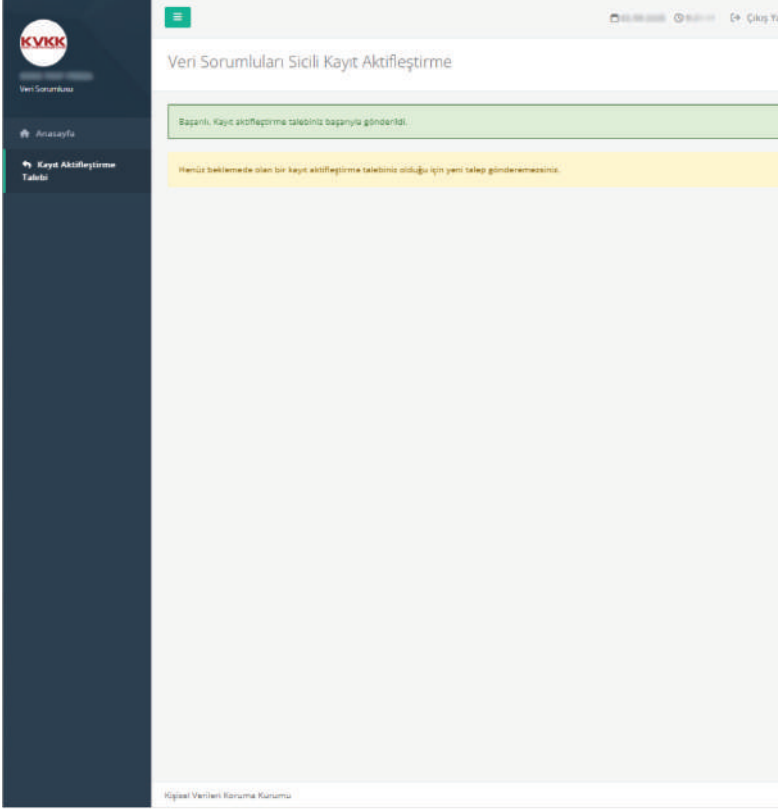 KVKK
Veri Sorumlusu
Anasayfa
Kayıt Aktifleştirme
Talebi
Çıkış
Veri Sorumluları Sicili Kayıt Aktifleştirme
Başarılı. Kayıt aktifleştirme talebiniz başarıyla gönderildi.
Henüz beklemede olan bir kayıt aktifleştirme talebiniz olduğu için yeni talep gönderemezsiniz.
Kişisel Verileri Koruma Kurumu